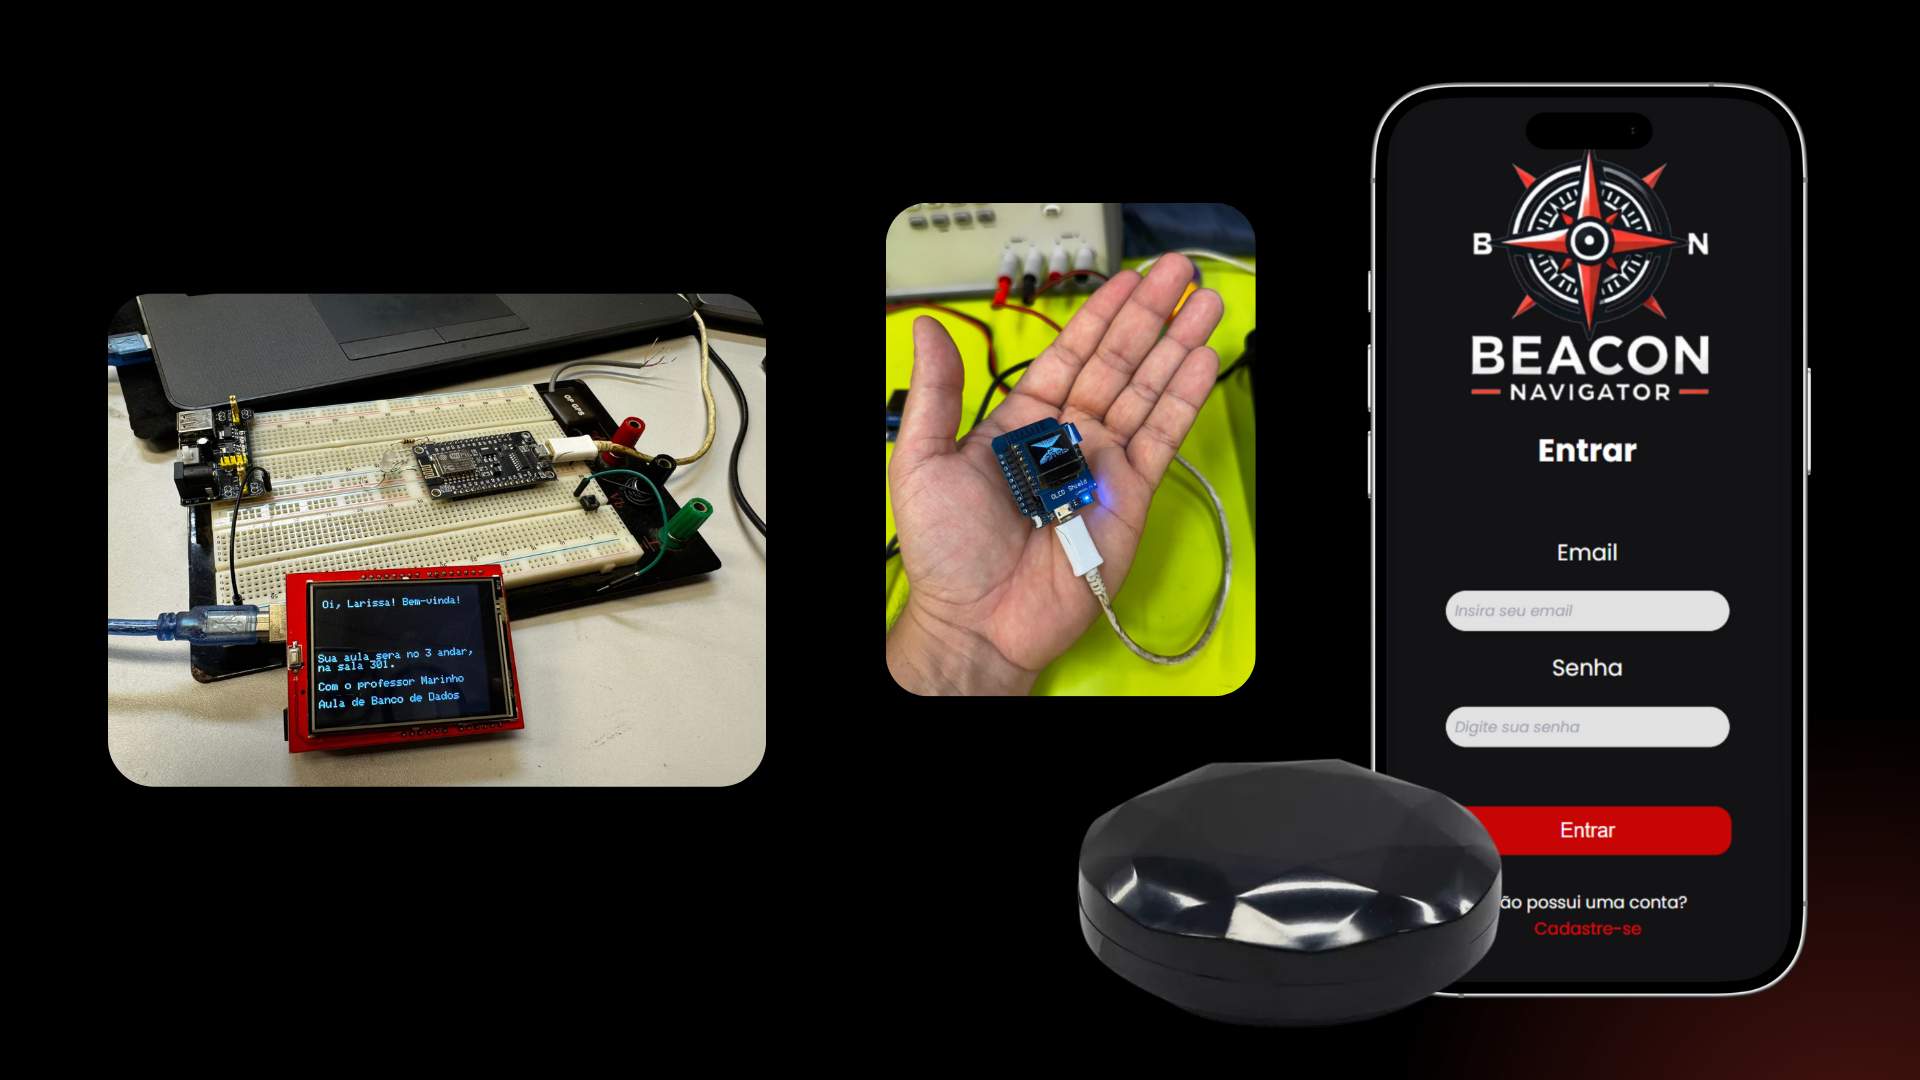 OP GPS
Oi, Larissa! Bem-vinda!
Sua aula sera no 3 andar,
na sala 301.
Com o professor Marinho
Aula de Banco de Dados
OLED Shield
B N
BEACON
NAVIGATOR
Entrar
Email
Insira seu email
Senha
Digite sua senha
Entrar
ão possui uma conta?
Cadastre-se